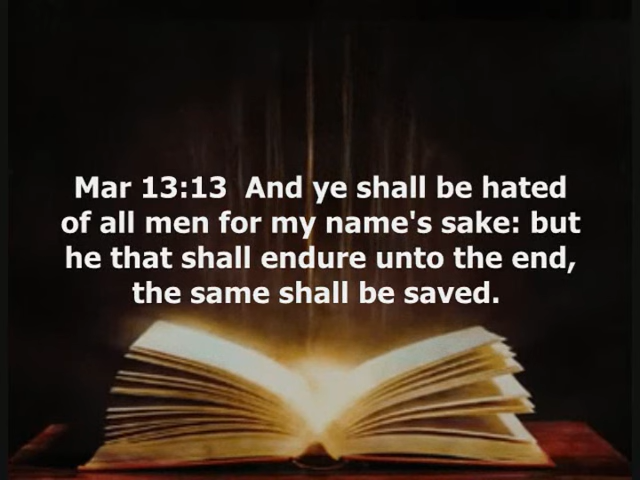 Mar 13:13  And ye shall be hated
of all men for my name's sake: but
he that shall endure unto the end,
the same shall be saved.